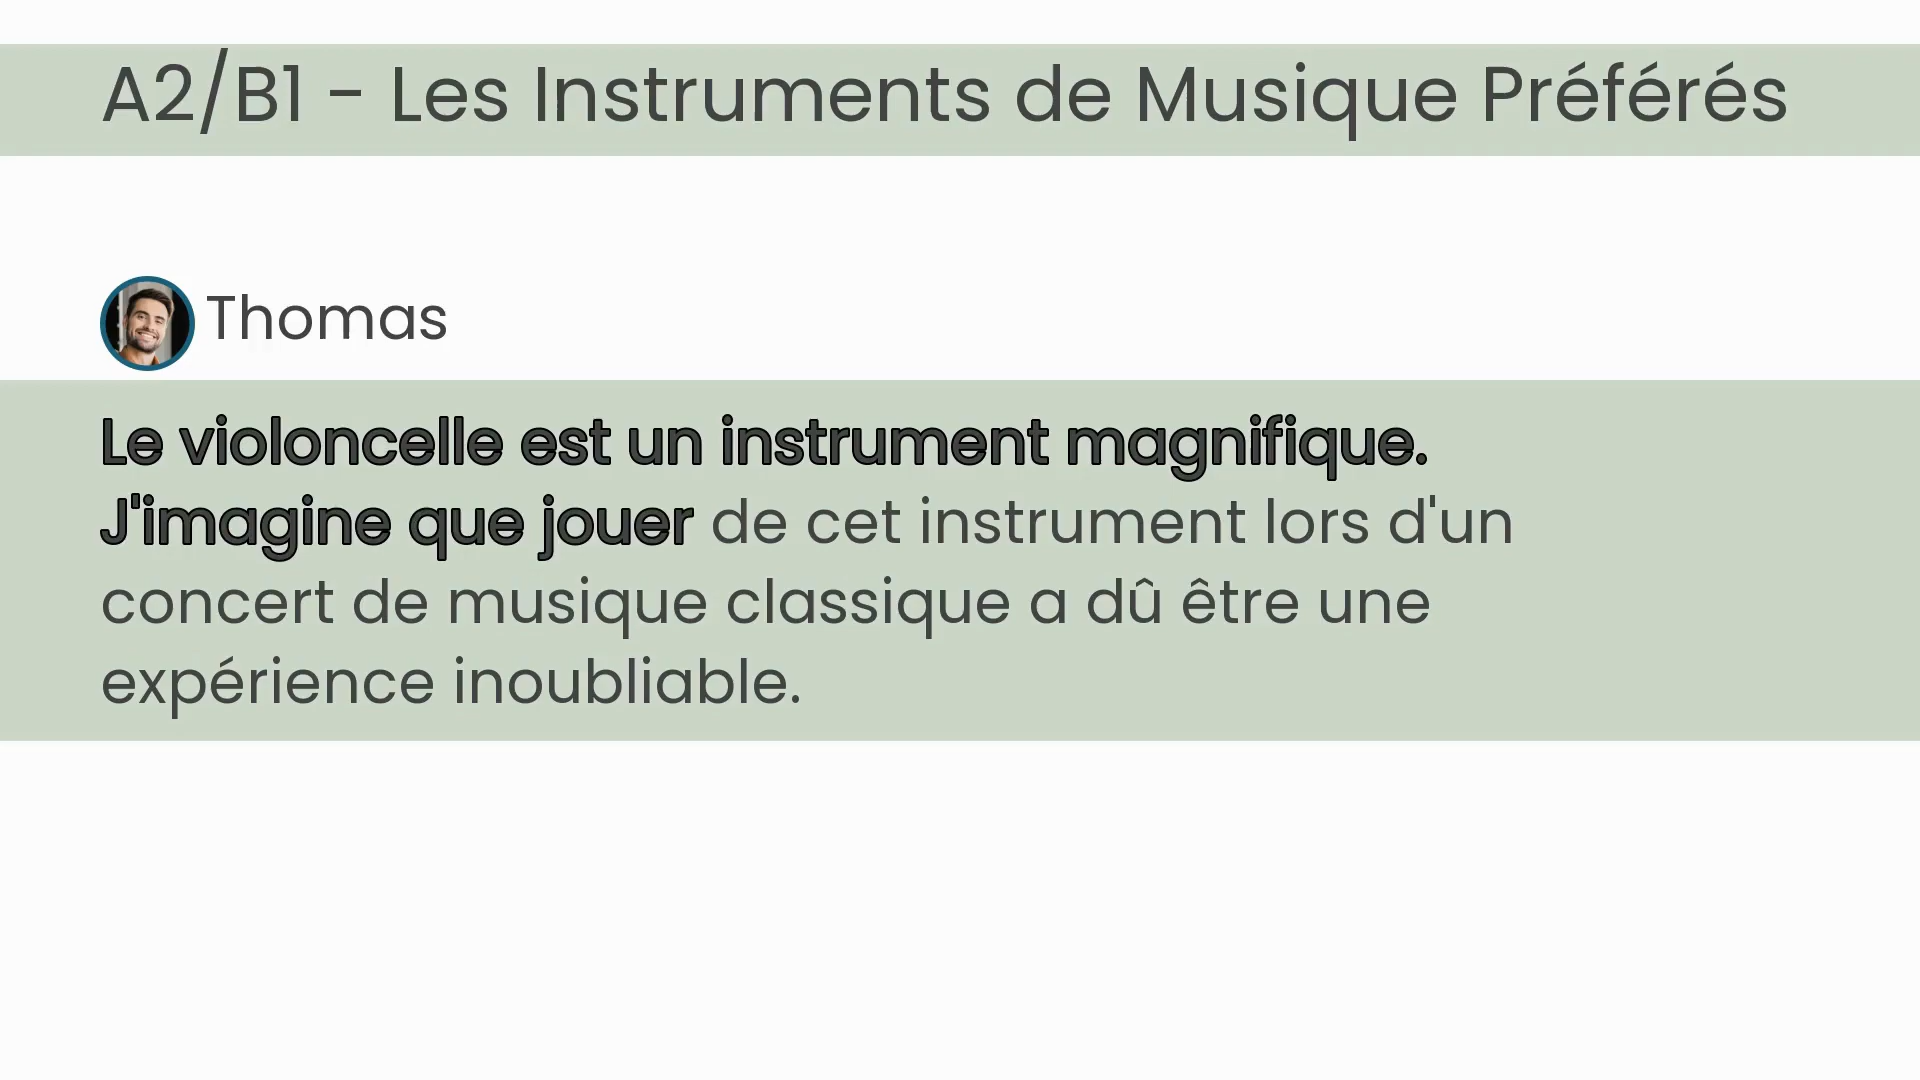 A2/B1 - Les Instruments de Musique Préférés
Thomas
Le violoncelle est un instrument magnifique.
J'imagine que jouer de cet instrument lors d'un
concert de musique classique a dû être une
expérience inoubliable.